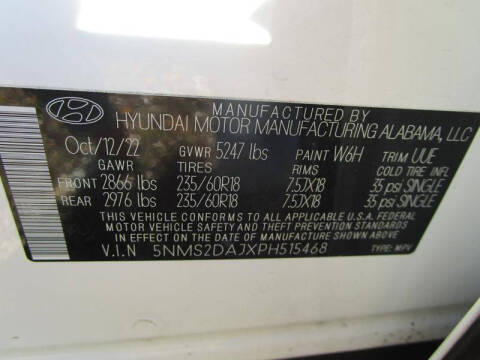 MANUFACTURED BY
HYUNDAI MOTOR MANUFACTURING ALABAMA, LLC
Oct/12/22 GVWR 5247 lbs PAINT W6H TRIM UUE
GAWR TIRES RIMS COLD TIRE INFL
FRONT 2866 lbs 235/60R18 7.5JX18 35 psi SINGLE
REAR 2976 lbs 235/60R18 7.5JX18 35 psi SINGLE
THIS VEHICLE CONFORMS TO ALL APPLICABLE U.S.A. FEDERAL
MOTOR VEHICLE SAFETY AND THEFT PREVENTION STANDARDS
IN EFFECT ON THE DATE OF MANUFACTURE SHOWN ABOVE.
V.I.N 5NMS2DAJXPH515468 TYPE: MPV